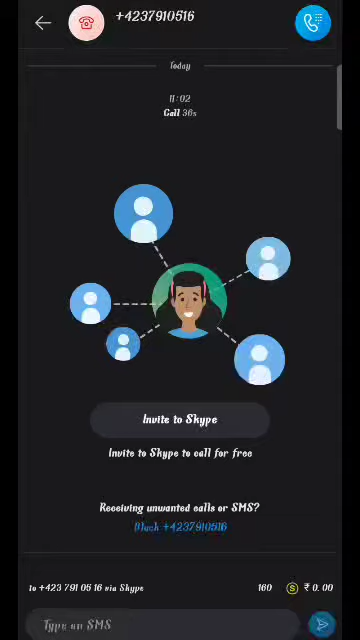 +4237910516
Today
11:02
Call 36s
Invite to Skype
Invite to Skype to call for free
Receiving unwanted calls or SMS?
Block +4237910516
to +423 791 05 16 via Skype 160 ₹ 0.00
Type an SMS